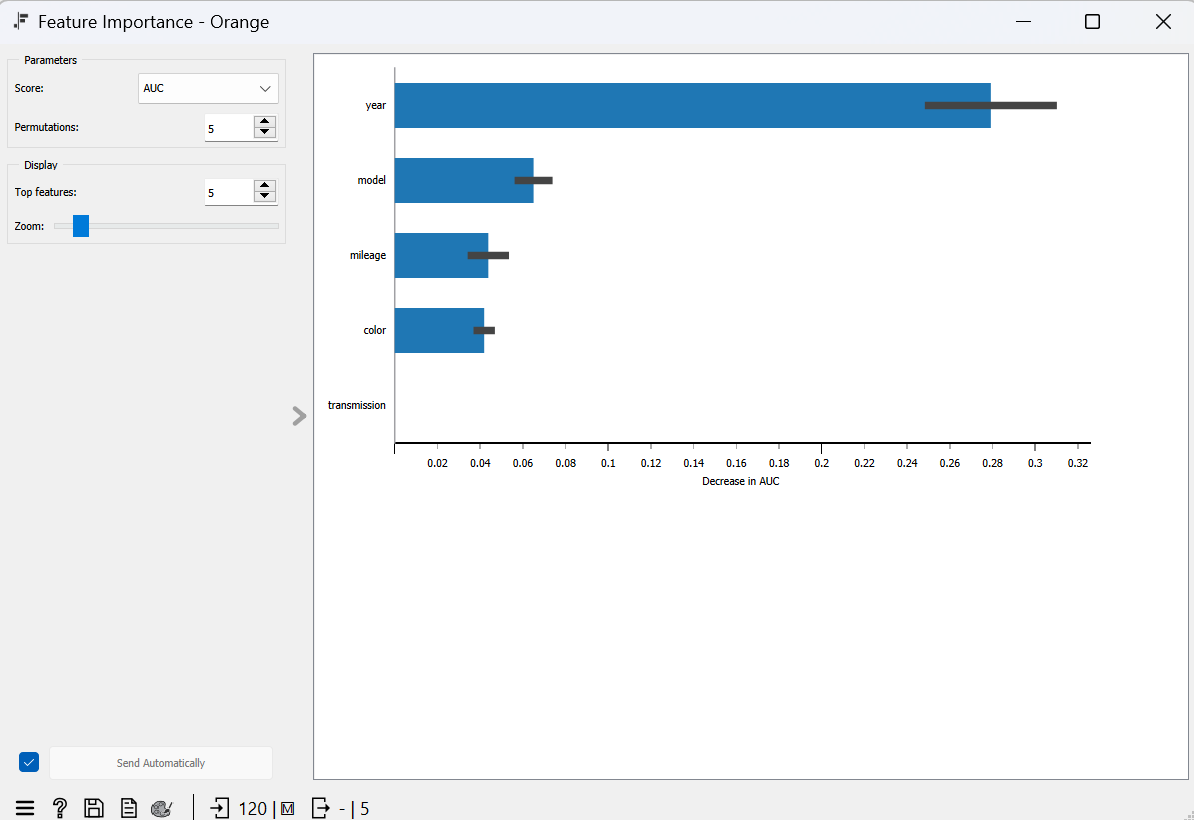 Feature Importance - Orange
Parameters
Score: AUC
Permutations: 5
Display
Top features: 5
Zoom:
year
model
mileage
color
transmission
0.02 0.04 0.06 0.08 0.1 0.12 0.14 0.16 0.18 0.2 0.22 0.24 0.26 0.28 0.3 0.32
Decrease in AUC
Send Automatically
? 120 | M - | 5